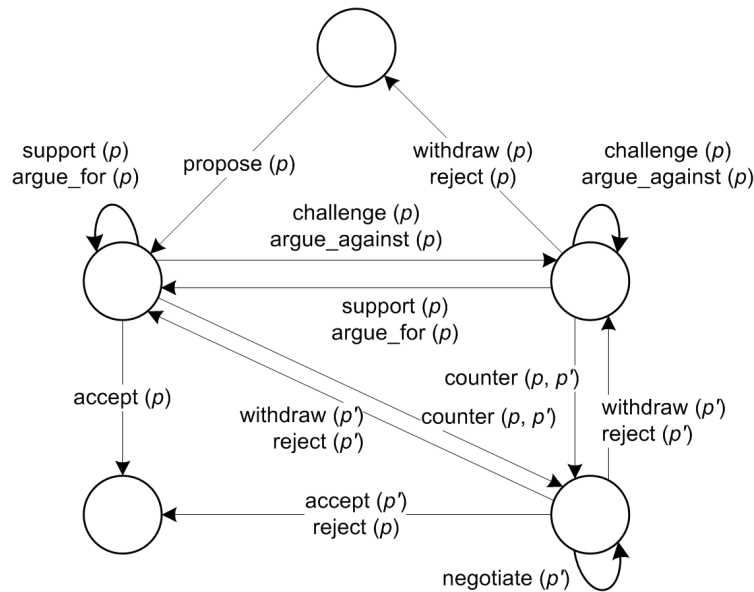 support (p)
argue_for (p)
propose (p)
withdraw (p)
reject (p)
challenge (p)
argue_against (p)
challenge (p)
argue_against (p)
support (p)
argue_for (p)
accept (p)
withdraw (p')
reject (p')
counter (p, p')
counter (p, p')
withdraw (p')
reject (p')
accept (p')
reject (p)
negotiate (p')